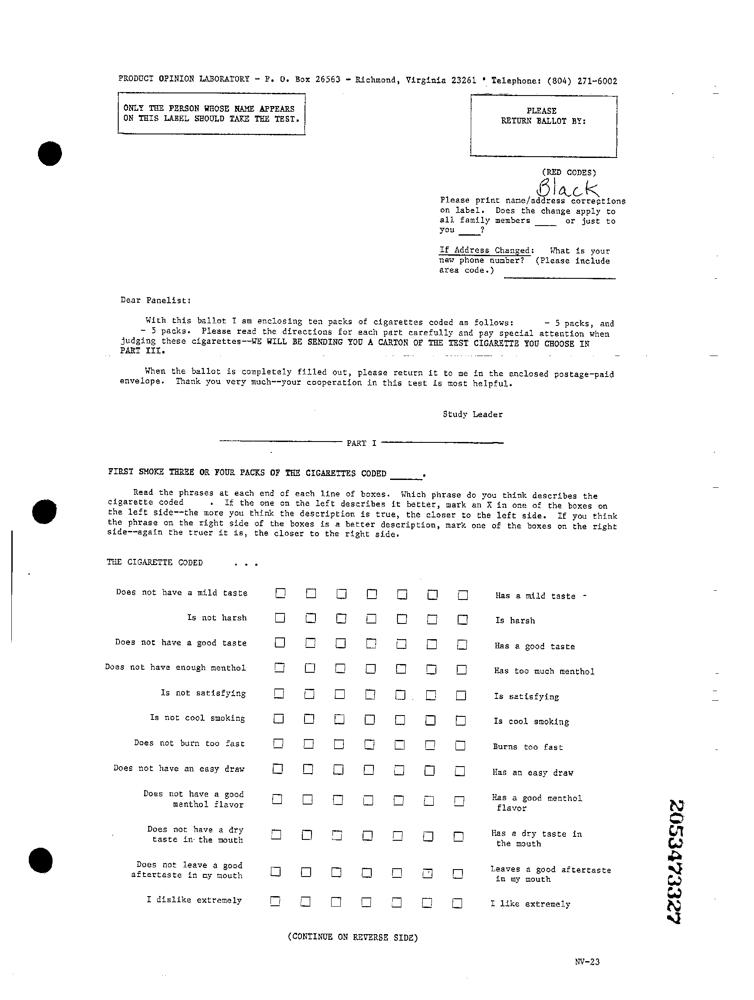 PRODUCT OPINION LABORATORY - P. O. Box 26563 - Richmond, Virginia 23261 * Telephone: (804) 271-6002
ONLY THE PERSON WHOSE NAME APPEARS
ON THIS LABEL SHOULD TAKE THE TEST.
PLEASE
RETURN BALLOT BY:
(RED CODES)
Black
Please print name/address corrections
on label. Does the change apply to
all family members ____ or just to
you ____?
If Address Changed: What is your
new phone number? (Please include
area code.) ____________
Dear Panelist:
With this ballot I am enclosing ten packs of cigarettes coded as follows: - 5 packs, and
- 5 packs. Please read the directions for each part carefully and pay special attention when
judging these cigarettes--WE WILL BE SENDING YOU A CARTON OF THE TEST CIGARETTE YOU CHOOSE IN
PART III.
When the ballot is completely filled out, please return it to me in the enclosed postage-paid
envelope. Thank you very much--your cooperation in this test is most helpful.
Study Leader
PART I
FIRST SMOKE THREE OR FOUR PACKS OF THE CIGARETTES CODED _____.
Read the phrases at each end of each line of boxes. Which phrase do you think describes the
cigarette coded . If the one on the left describes it better, mark an X in one of the boxes on
the left side--the more you think the description is true, the closer to the left side. If you think
the phrase on the right side of the boxes is a better description, mark one of the boxes on the right
side--again the truer it is, the closer to the right side.
THE CIGARETTE CODED . . .
Does not have a mild taste □ □ □ □ □ □ □ Has a mild taste -
Is not harsh □ □ □ □ □ □ □ Is harsh
Does not have a good taste □ □ □ □ □ □ □ Has a good taste
Does not have enough menthol □ □ □ □ □ □ □ Has too much menthol
Is not satisfying □ □ □ □ □ □ □ Is satisfying
Is not cool smoking □ □ □ □ □ □ □ Is cool smoking
Does not burn too fast □ □ □ □ □ □ □ Burns too fast
Does not have an easy draw □ □ □ □ □ □ □ Has an easy draw
Does not have a good
menthol flavor □ □ □ □ □ □ □ Has a good menthol
flavor
Does not have a dry
taste in the mouth □ □ □ □ □ □ □ Has a dry taste in
the mouth
Does not leave a good
aftertaste in my mouth □ □ □ □ □ □ □ Leaves a good aftertaste
in my mouth
I dislike extremely □ □ □ □ □ □ □ I like extremely
(CONTINUE ON REVERSE SIDE)
NV-23
2053473327